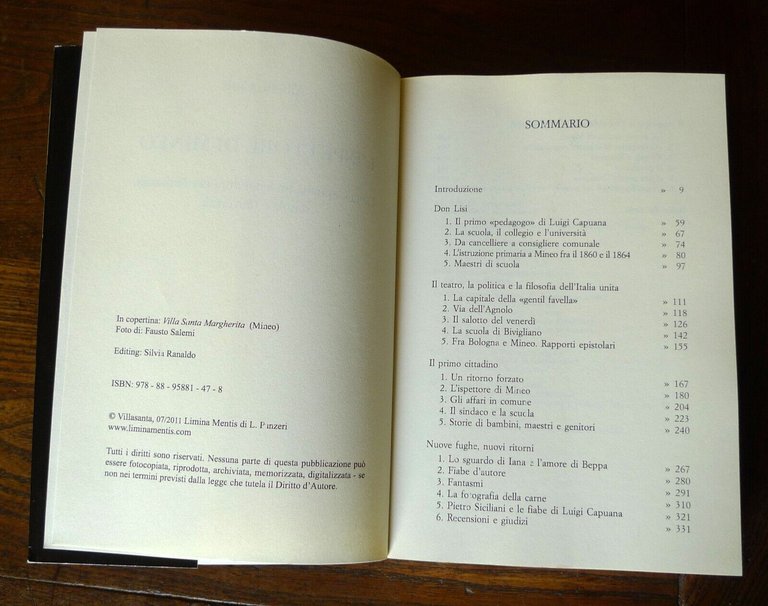 In copertina: Villa Santa Margherita (Mineo)
Foto di: Fausto Salemi
Editing: Silvia Ranaldo
ISBN: 978 - 88 - 95881 - 47 - 8
© Villasanta, 07/2011 Limina Mentis di L. Panzeri
www.liminamentis.com
Tutti i diritti sono riservati. Nessuna parte di questa pubblicazione può
essere fotocopiata, riprodotta, archiviata, memorizzata, digitalizzata - se
non nei termini previsti dalla legge che tutela il Diritto d'Autore.
SOMMARIO
Introduzione » 9
Don Lisi
1. Il primo «pedagogo» di Luigi Capuana » 59
2. La scuola, il collegio e l'università » 67
3. Da cancelliere a consigliere comunale » 74
4. L'istruzione primaria a Mineo fra il 1860 e il 1864 » 80
5. Maestri di scuola » 97
Il teatro, la politica e la filosofia dell'Italia unita
1. La capitale della «gentil favella» » 111
2. Via dell'Agnolo » 118
3. Il salotto del venerdì » 126
4. La scuola di Bivigliano » 142
5. Fra Bologna e Mineo. Rapporti epistolari » 155
Il primo cittadino
1. Un ritorno forzato » 167
2. L'ispettore di Mineo » 180
3. Gli affari in comune » 204
4. Il sindaco e la scuola » 223
5. Storie di bambini, maestri e genitori » 240
Nuove fughe, nuovi ritorni
1. Lo sguardo di Iana e l'amore di Beppa » 267
2. Fiabe d'autore » 280
3. Fantasmi » 291
4. La fotografia della carne » 310
5. Pietro Siciliani e le fiabe di Luigi Capuana » 321
6. Recensioni e giudizi » 331